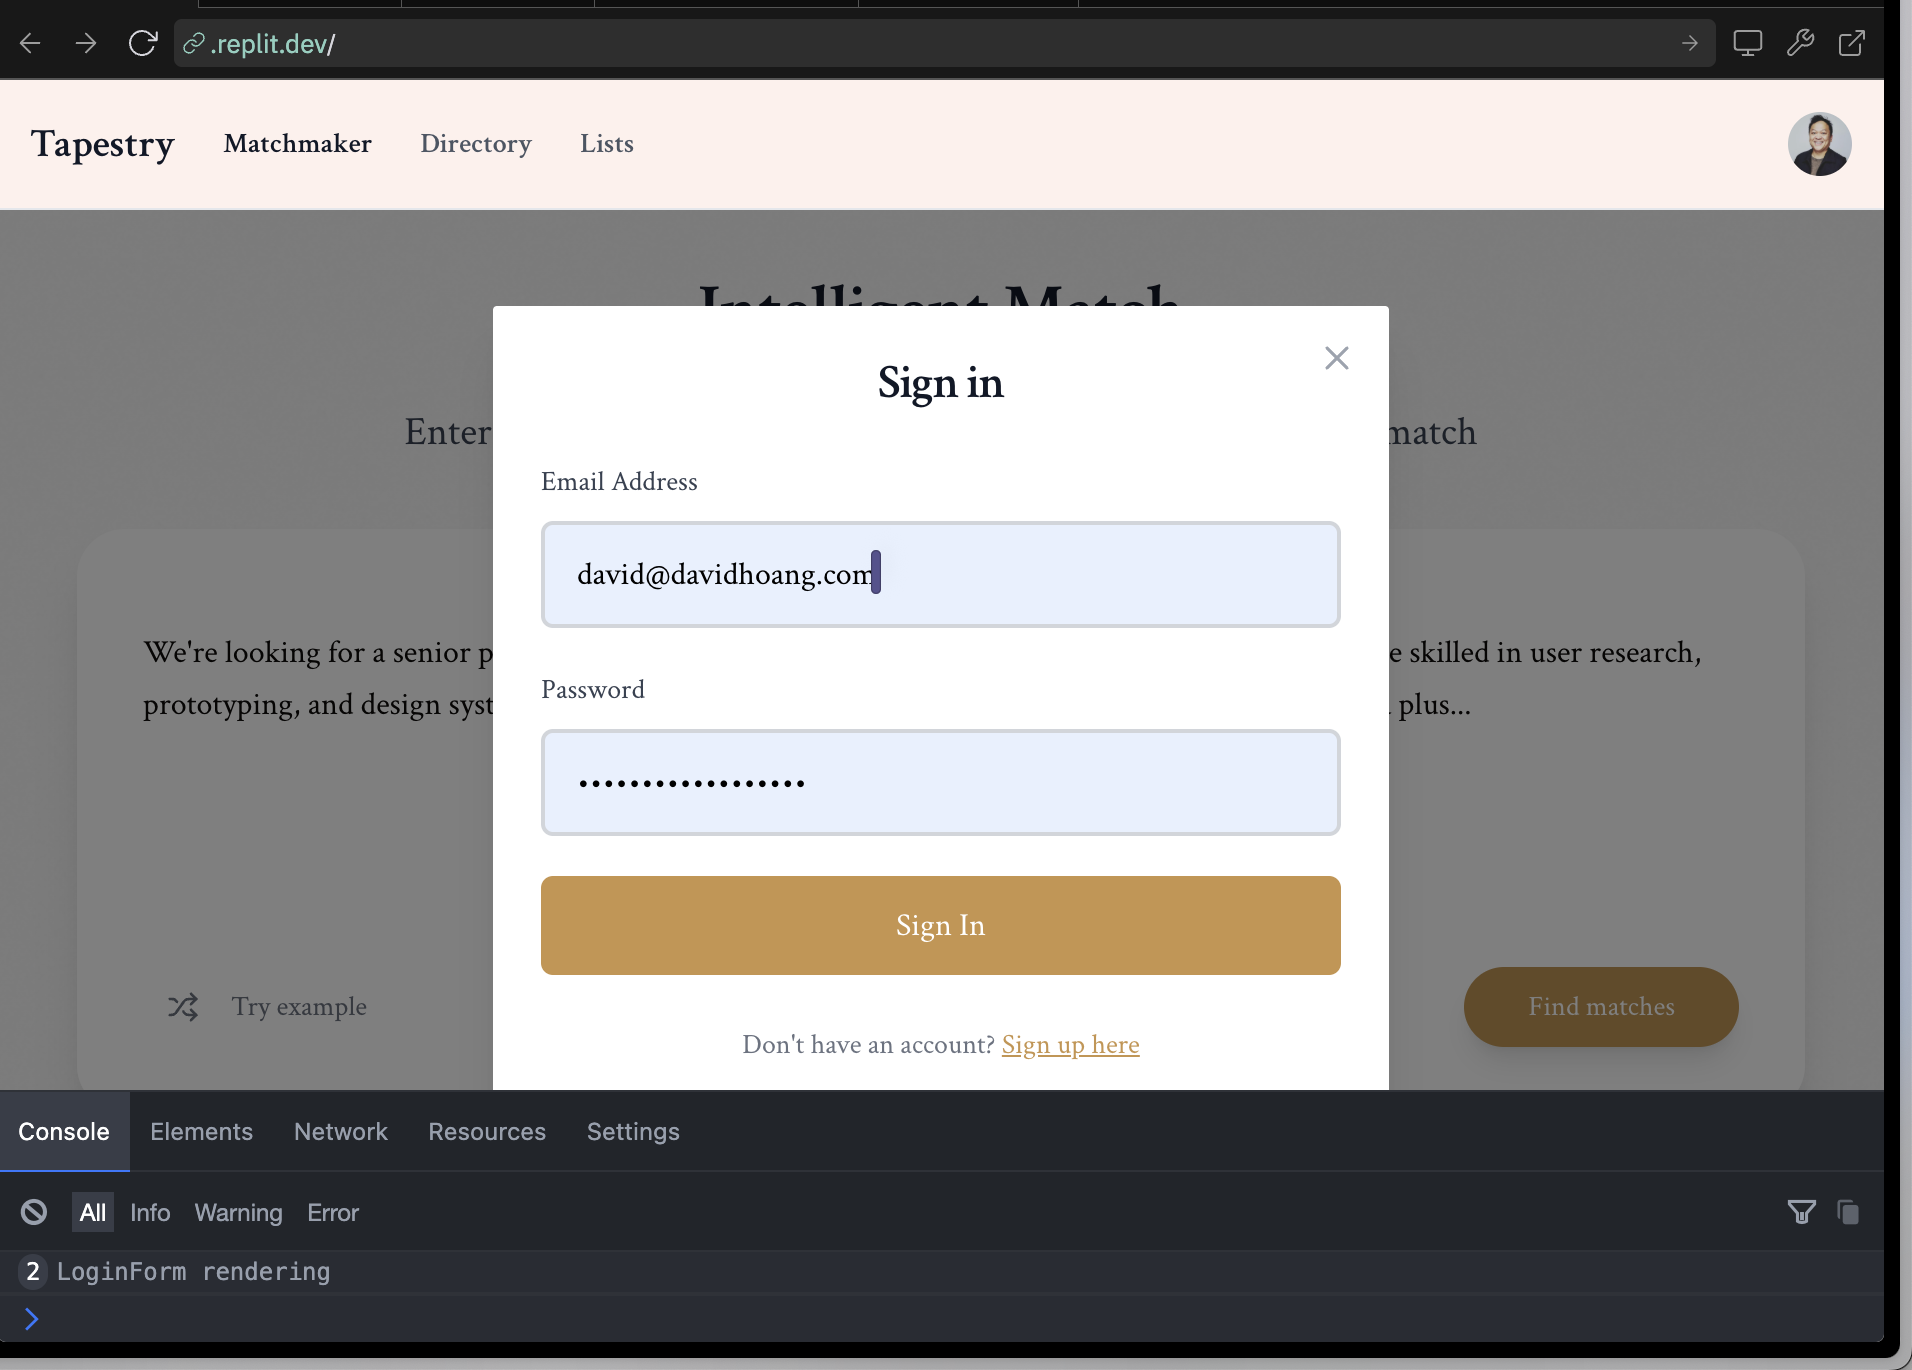 .replit.dev/
Tapestry Matchmaker Directory Lists
Intelligent Match
Sign in
Enter match
Email Address
david@davidhoang.com
We're looking for a senior p e skilled in user research,
Password
prototyping, and design syst plus...
••••••••••••••••••
Sign In
Try example Find matches
Don't have an account? Sign up here
Console Elements Network Resources Settings
All Info Warning Error
2 LoginForm rendering